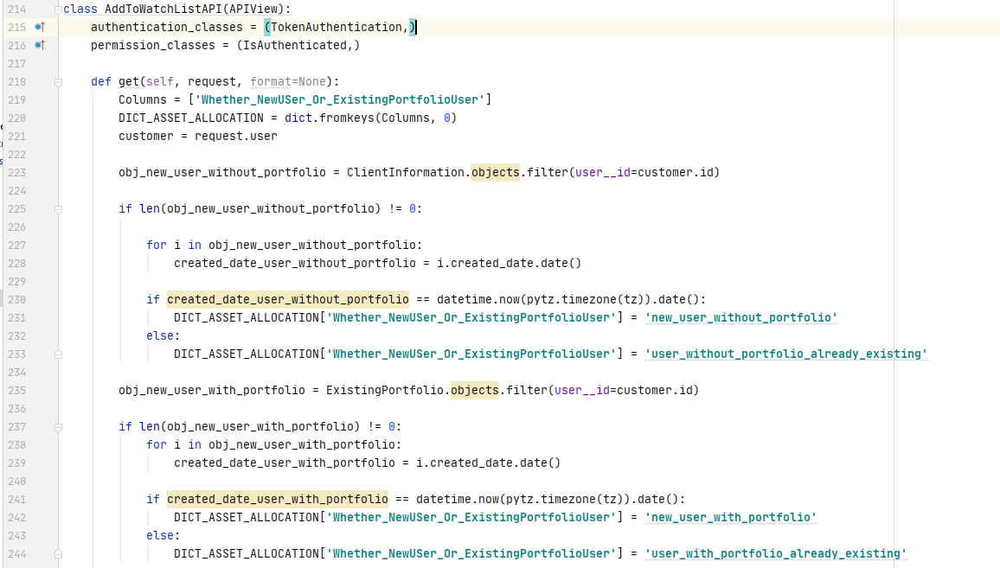 214 class AddToWatchListAPI(APIView):
215     authentication_classes = (TokenAuthentication,)
216     permission_classes = (IsAuthenticated,)
217
218     def get(self, request, format=None):
219         Columns = ['Whether_NewUSer_Or_ExistingPortfolioUser']
220         DICT_ASSET_ALLOCATION = dict.fromkeys(Columns, 0)
221         customer = request.user
222
223         obj_new_user_without_portfolio = ClientInformation.objects.filter(user__id=customer.id)
224
225         if len(obj_new_user_without_portfolio) != 0:
226
227             for i in obj_new_user_without_portfolio:
228                 created_date_user_without_portfolio = i.created_date.date()
229
230             if created_date_user_without_portfolio == datetime.now(pytz.timezone(tz)).date():
231                 DICT_ASSET_ALLOCATION['Whether_NewUSer_Or_ExistingPortfolioUser'] = 'new_user_without_portfolio'
232             else:
233                 DICT_ASSET_ALLOCATION['Whether_NewUSer_Or_ExistingPortfolioUser'] = 'user_without_portfolio_already_existing'
234
235         obj_new_user_with_portfolio = ExistingPortfolio.objects.filter(user__id=customer.id)
236
237         if len(obj_new_user_with_portfolio) != 0:
238             for i in obj_new_user_with_portfolio:
239                 created_date_user_with_portfolio = i.created_date.date()
240
241             if created_date_user_with_portfolio == datetime.now(pytz.timezone(tz)).date():
242                 DICT_ASSET_ALLOCATION['Whether_NewUSer_Or_ExistingPortfolioUser'] = 'new_user_with_portfolio'
243             else:
244                 DICT_ASSET_ALLOCATION['Whether_NewUSer_Or_ExistingPortfolioUser'] = 'user_with_portfolio_already_existing'